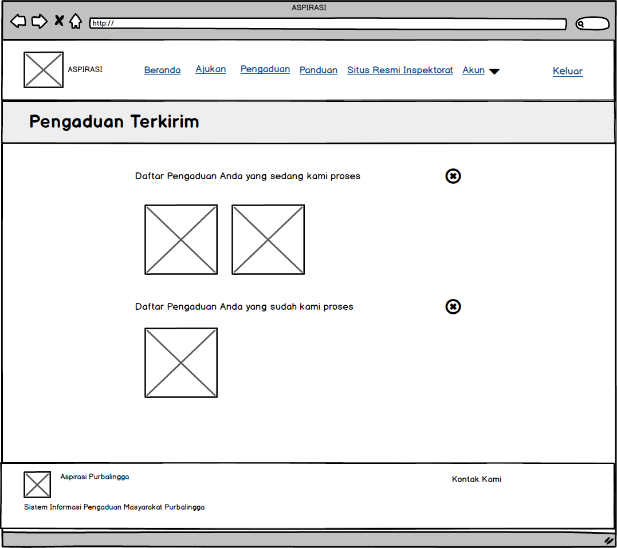 ASPIRASI
http://
ASPIRASI Beranda Ajukan Pengaduan Panduan Situs Resmi Inspektorat Akun Keluar
Pengaduan Terkirim
Daftar Pengaduan Anda yang sedang kami proses
Daftar Pengaduan Anda yang sudah kami proses
Aspirasi Purbalingga
Kontak Kami
Sistem Informasi Pengaduan Masyarakat Purbalingga